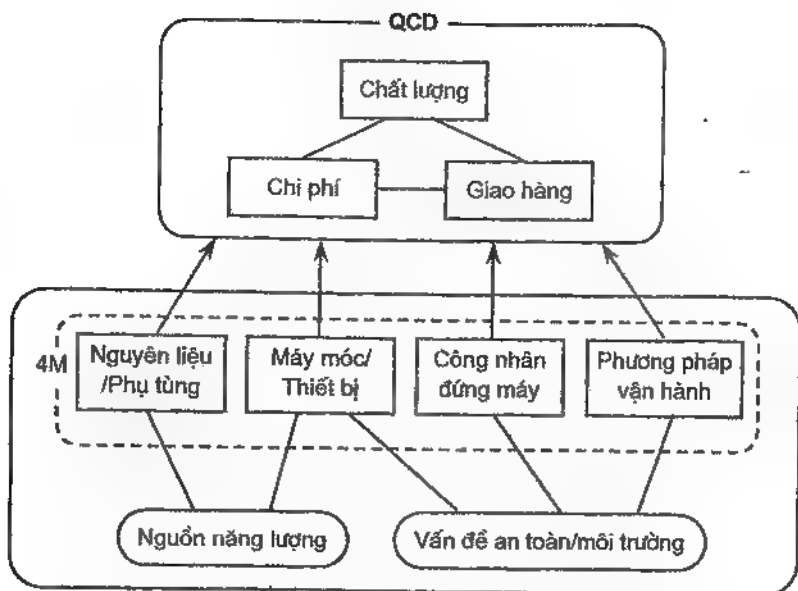 QCD
Chất lượng
Chi phí
Giao hàng
4M
Nguyên liệu
/Phụ tùng
Máy móc/
Thiết bị
Công nhân
đứng máy
Phương pháp
vận hành
Nguồn năng lượng
Vấn đề an toàn/môi trường